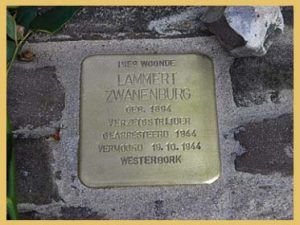 HIER WOONDE
LAMMERT
ZWANENBURG
GEB. 1894
VERZETSSTRIJDER
GEARRESTEERD 1944
VERMOORD 19.10.1944
WESTERBORK